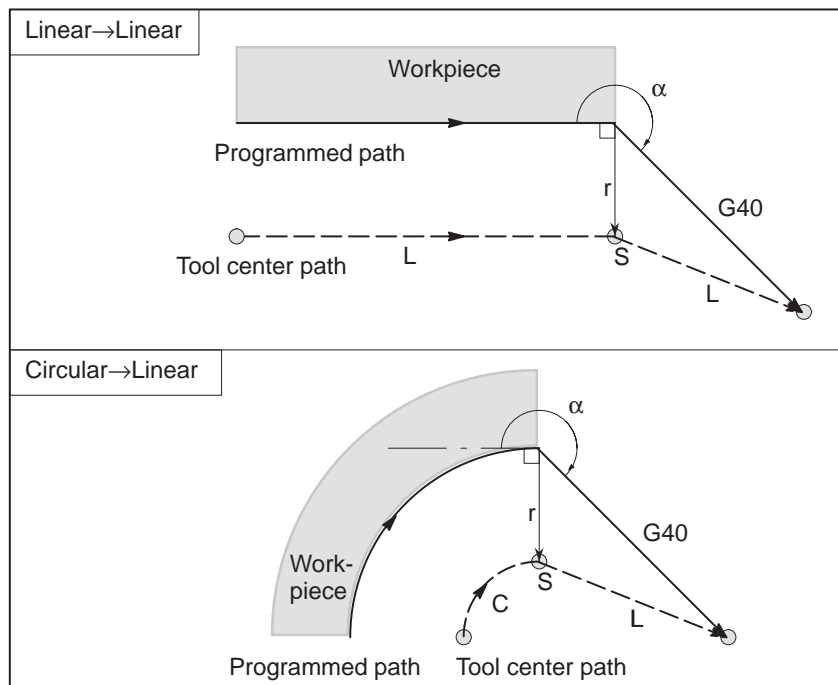 Linear→Linear
Workpiece
α
Programmed path
r
G40
Tool center path
L
S
L
Circular→Linear
α
r
G40
Work-
piece
S
C
L
Programmed path
Tool center path